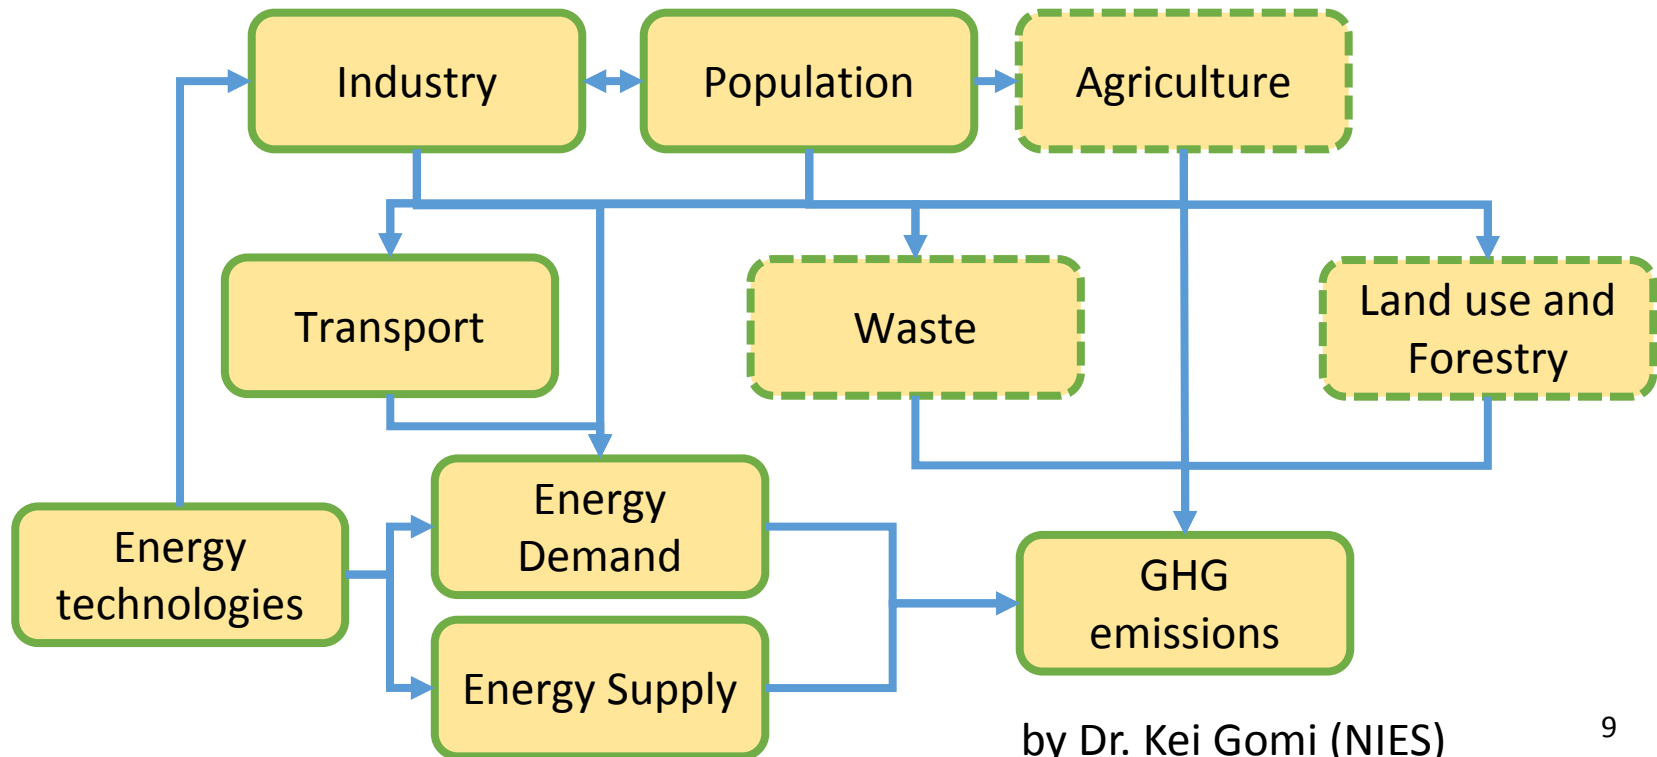 Industry
Population
Agriculture
Transport
Waste
Land use and
Forestry
Energy
Demand
Energy
technologies
GHG
emissions
Energy Supply
by Dr. Kei Gomi (NIES)
9